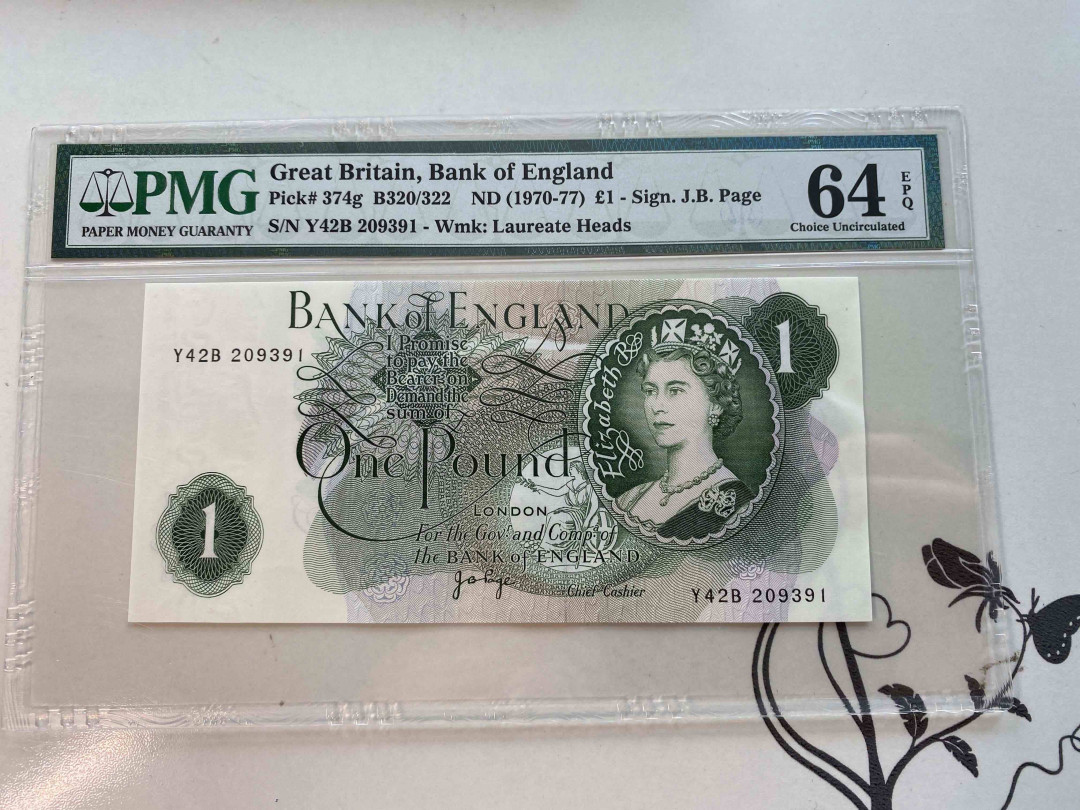 PMG
PAPER MONEY GUARANTY
Great Britain, Bank of England
Pick# 374g B320/322 ND (1970-77) £1 - Sign. J.B. Page
S/N Y42B 209391 - Wmk: Laureate Heads
64
EPQ
Choice Uncirculated
BANK of ENGLAND
Y42B 209391
I Promise
to pay the
Bearer on
Demand the
sum of
One Pound
LONDON
For the Govr. and Compa. of
the BANK of ENGLAND
Chief Cashier
Elizabeth R
1
1
Y42B 209391